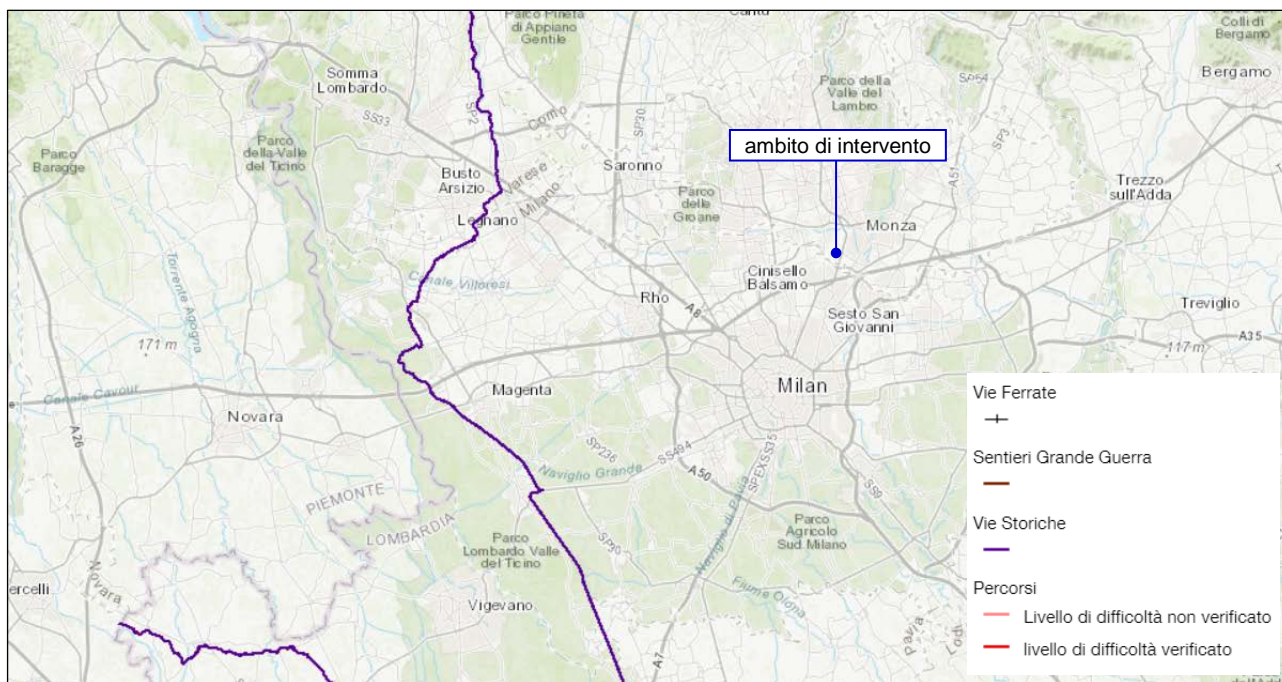 Parco Pineta
di Appiano
Gentile
Cantù
Colli di
Bergamo
Somma
Lombardo
SP2
SS33
Como
SP30
Parco della
Valle del
Lambro
SP54
SP3
Bergamo
Parco
Baragge
Parco
della Valle
del Ticino
Busto
Arsizio
Varese
Milano
Saronno
ambito di intervento
A51
Trezzo
sull'Adda
Legnano
Parco
delle
Groane
Monza
Torrente Agogna
Canale Villoresi
Rho
A8
Cinisello
Balsamo
Sesto San
Giovanni
Treviglio
A35
171 m
117 m
Canale Cavour
Novara
Magenta
Milan
A26
SP236
SS494
Naviglio Grande
A50
SPEXSS35
SS9
PIEMONTE
LOMBARDIA
Parco
Lombardo Valle
del Ticino
SP30
Naviglio di Pavia
Parco
Agricolo
Sud Milano
Fiume Olona
ercelli
Novara
Vigevano
A7
Pavia
Lodi
Vie Ferrate
Sentieri Grande Guerra
Vie Storiche
Percorsi
Livello di difficoltà non verificato
livello di difficoltà verificato